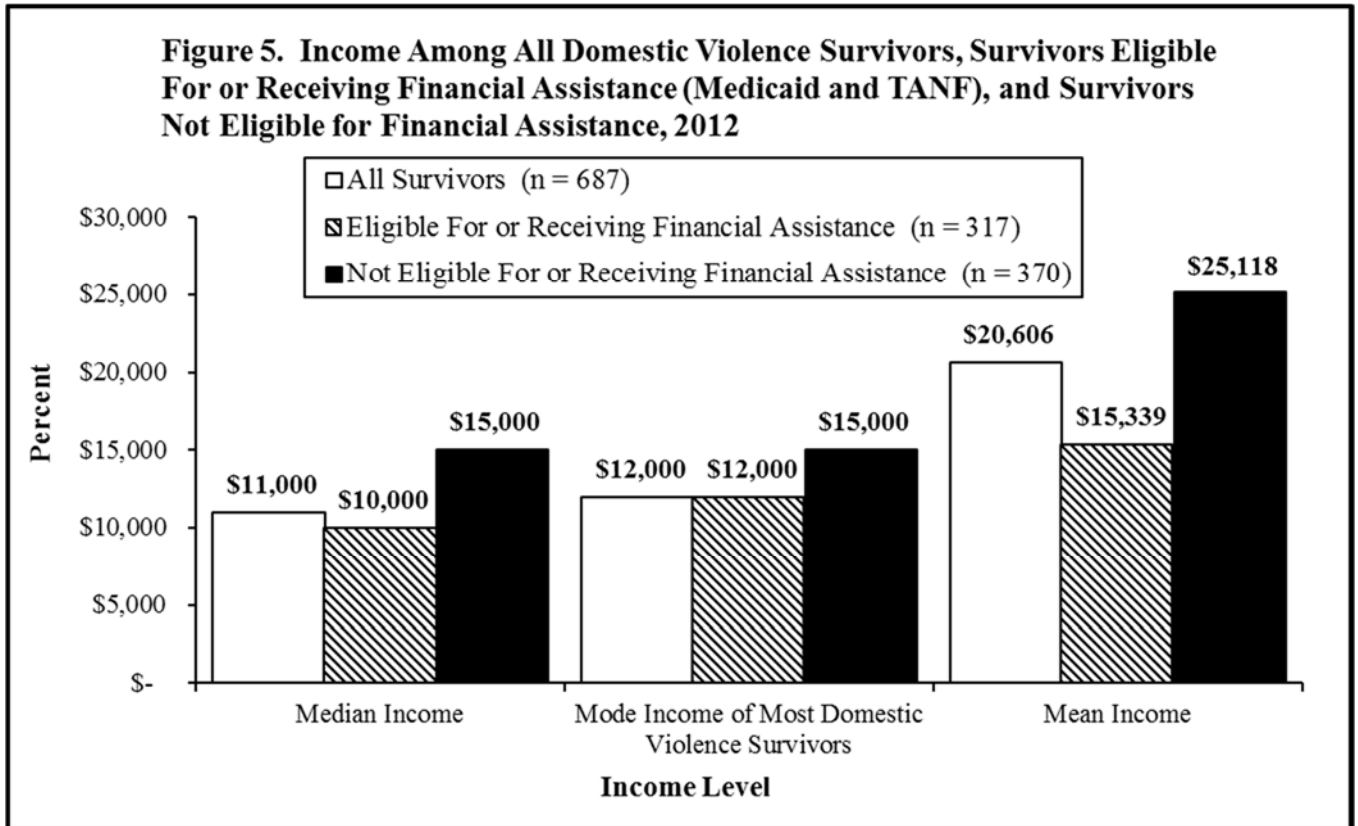 Figure 5. Income Among All Domestic Violence Survivors, Survivors Eligible
For or Receiving Financial Assistance (Medicaid and TANF), and Survivors
Not Eligible for Financial Assistance, 2012
All Survivors (n = 687)
Eligible For or Receiving Financial Assistance (n = 317)
Not Eligible For or Receiving Financial Assistance (n = 370)
$30,000
$25,000
$20,000
$15,000
$10,000
$5,000
$-
Percent
$11,000
$10,000
$15,000
$12,000
$12,000
$15,000
$20,606
$15,339
$25,118
Median Income
Mode Income of Most Domestic
Violence Survivors
Mean Income
Income Level